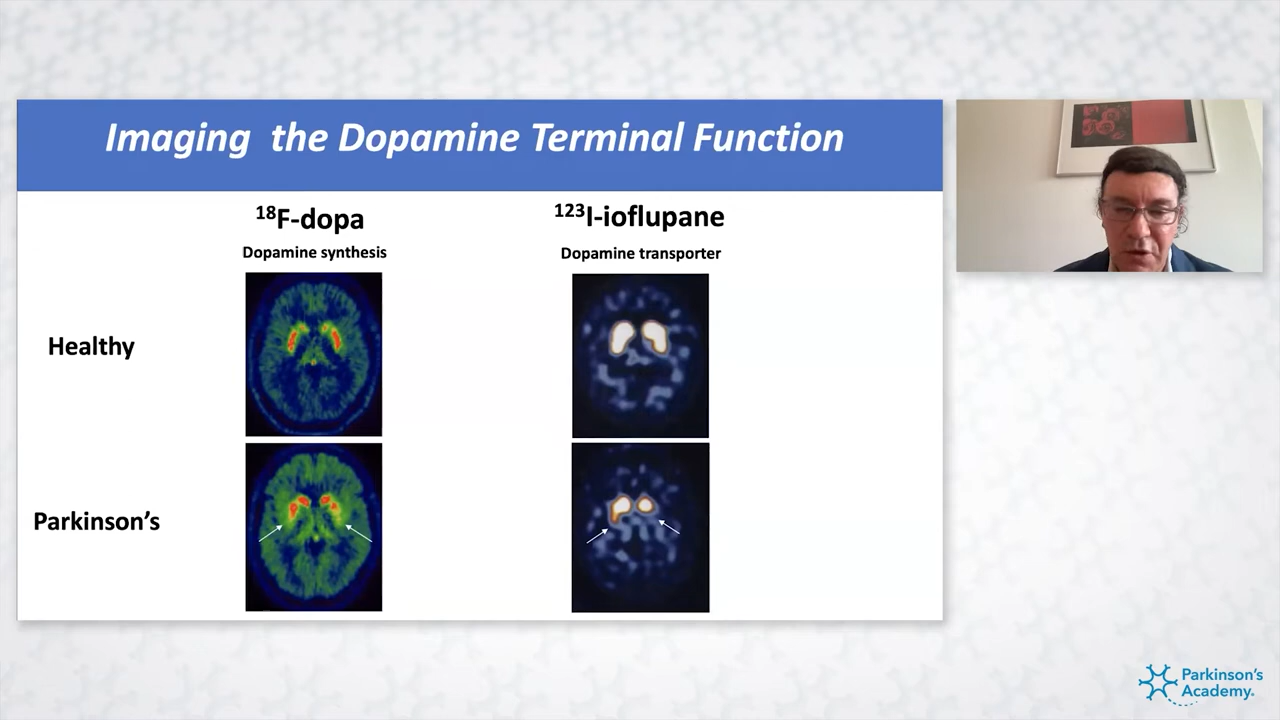 Imaging the Dopamine Terminal Function
¹⁸F-dopa
Dopamine synthesis
¹²³I-ioflupane
Dopamine transporter
Healthy
Parkinson’s
Parkinson’s
Academy.